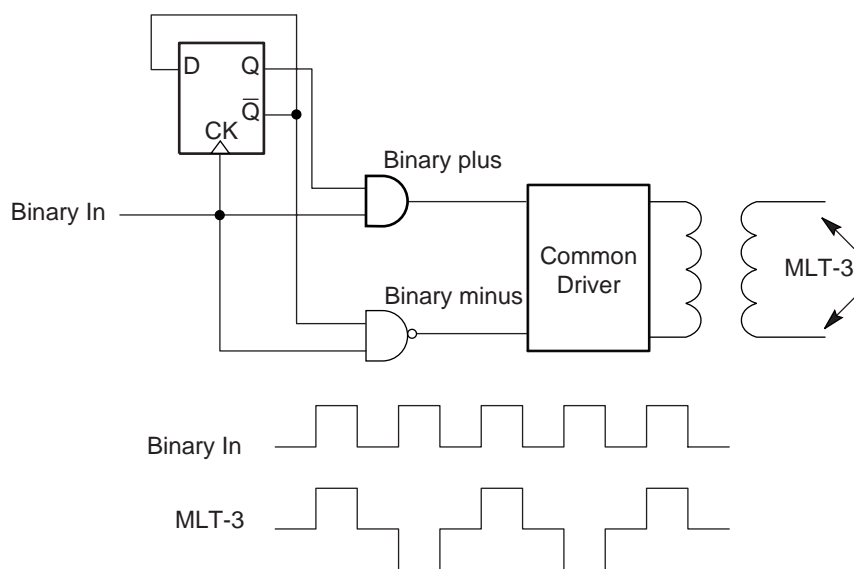 D Q
Q̅
CK
Binary plus
Binary In
Common
Driver
MLT-3
Binary minus
Binary In
MLT-3